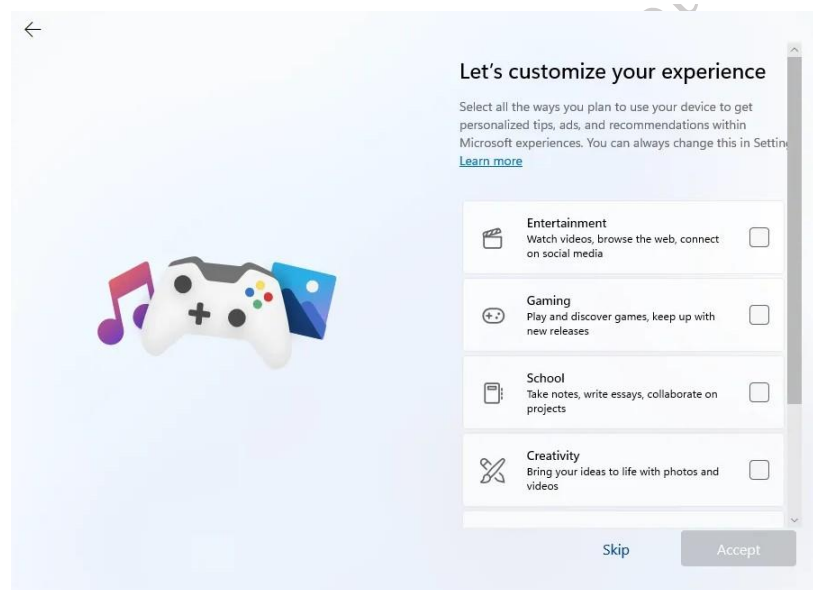 Let's customize your experience
Select all the ways you plan to use your device to get
personalized tips, ads, and recommendations within
Microsoft experiences. You can always change this in Settin
Learn more
Entertainment
Watch videos, browse the web, connect
on social media
Gaming
Play and discover games, keep up with
new releases
School
Take notes, write essays, collaborate on
projects
Creativity
Bring your ideas to life with photos and
videos
Skip
Accept